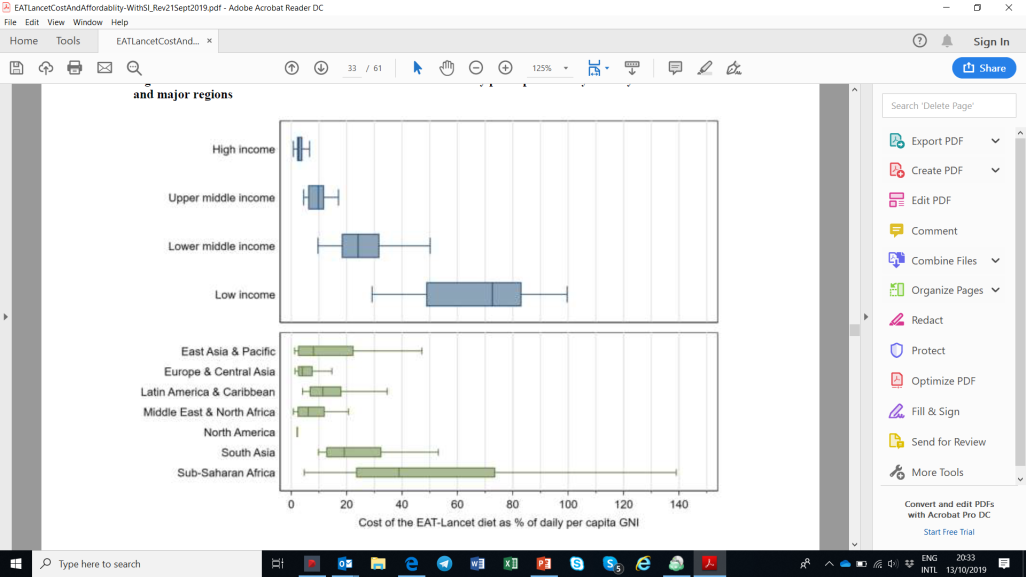 EATLancetCostAndAffordablity-WithSI_Rev21Sept2019.pdf - Adobe Acrobat Reader DC
File Edit View Window Help
Home Tools EATLancetCostAnd... × Sign In
33 / 61 125% Share
and major regions
High income
Upper middle income
Lower middle income
Low income
East Asia & Pacific
Europe & Central Asia
Latin America & Caribbean
Middle East & North Africa
North America
South Asia
Sub-Saharan Africa
0 20 40 60 80 100 120 140
Cost of the EAT-Lancet diet as % of daily per capita GNI
Search 'Delete Page'
Export PDF
Create PDF
Edit PDF
Comment
Combine Files
Organize Pages
Redact
Protect
Optimize PDF
Fill & Sign
Send for Review
More Tools
Convert and edit PDFs
with Acrobat Pro DC
Start Free Trial
Type here to search
ENG 20:33
INTL 13/10/2019